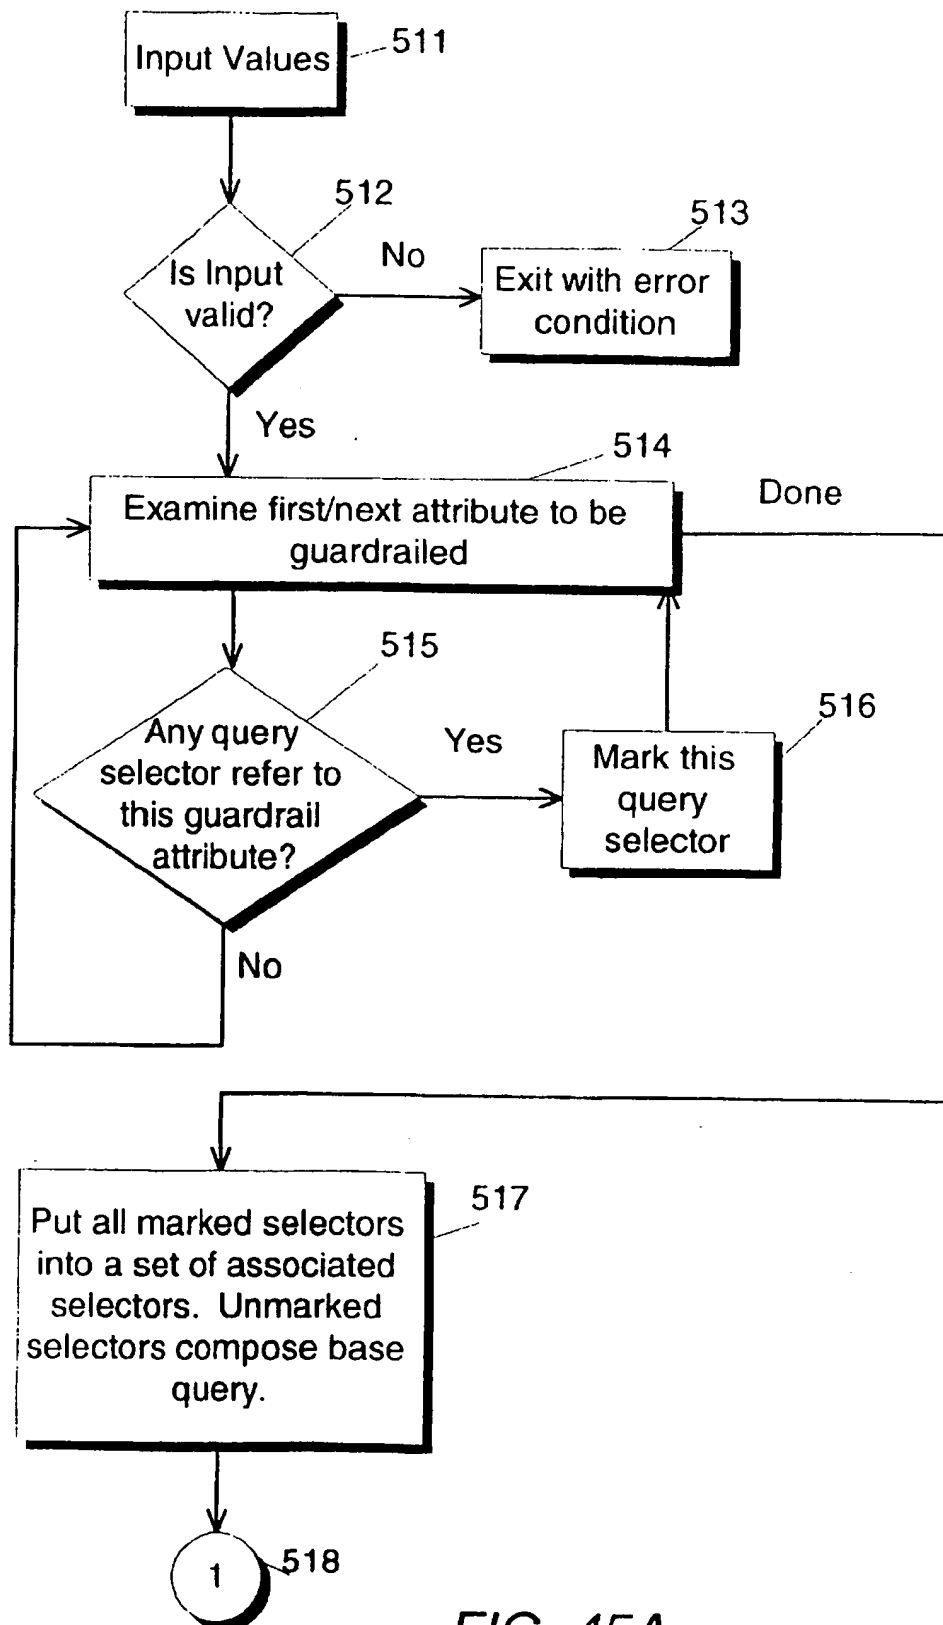 Input Values
511
512
Is Input
valid?
No
513
Exit with error
condition
Yes
514
Examine first/next attribute to be
guardrailed
Done
515
Any query
selector refer to
this guardrail
attribute?
Yes
516
Mark this
query
selector
No
517
Put all marked selectors
into a set of associated
selectors. Unmarked
selectors compose base
query.
1
518
FIG. 45A